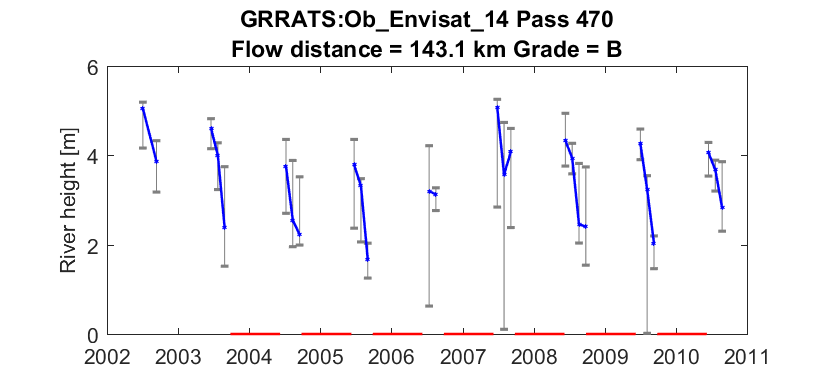 GRRATS:Ob_Envisat_14 Pass 470
Flow distance = 143.1 km Grade = B
River height [m]
6
4
2
0
2002 2003 2004 2005 2006 2007 2008 2009 2010 2011